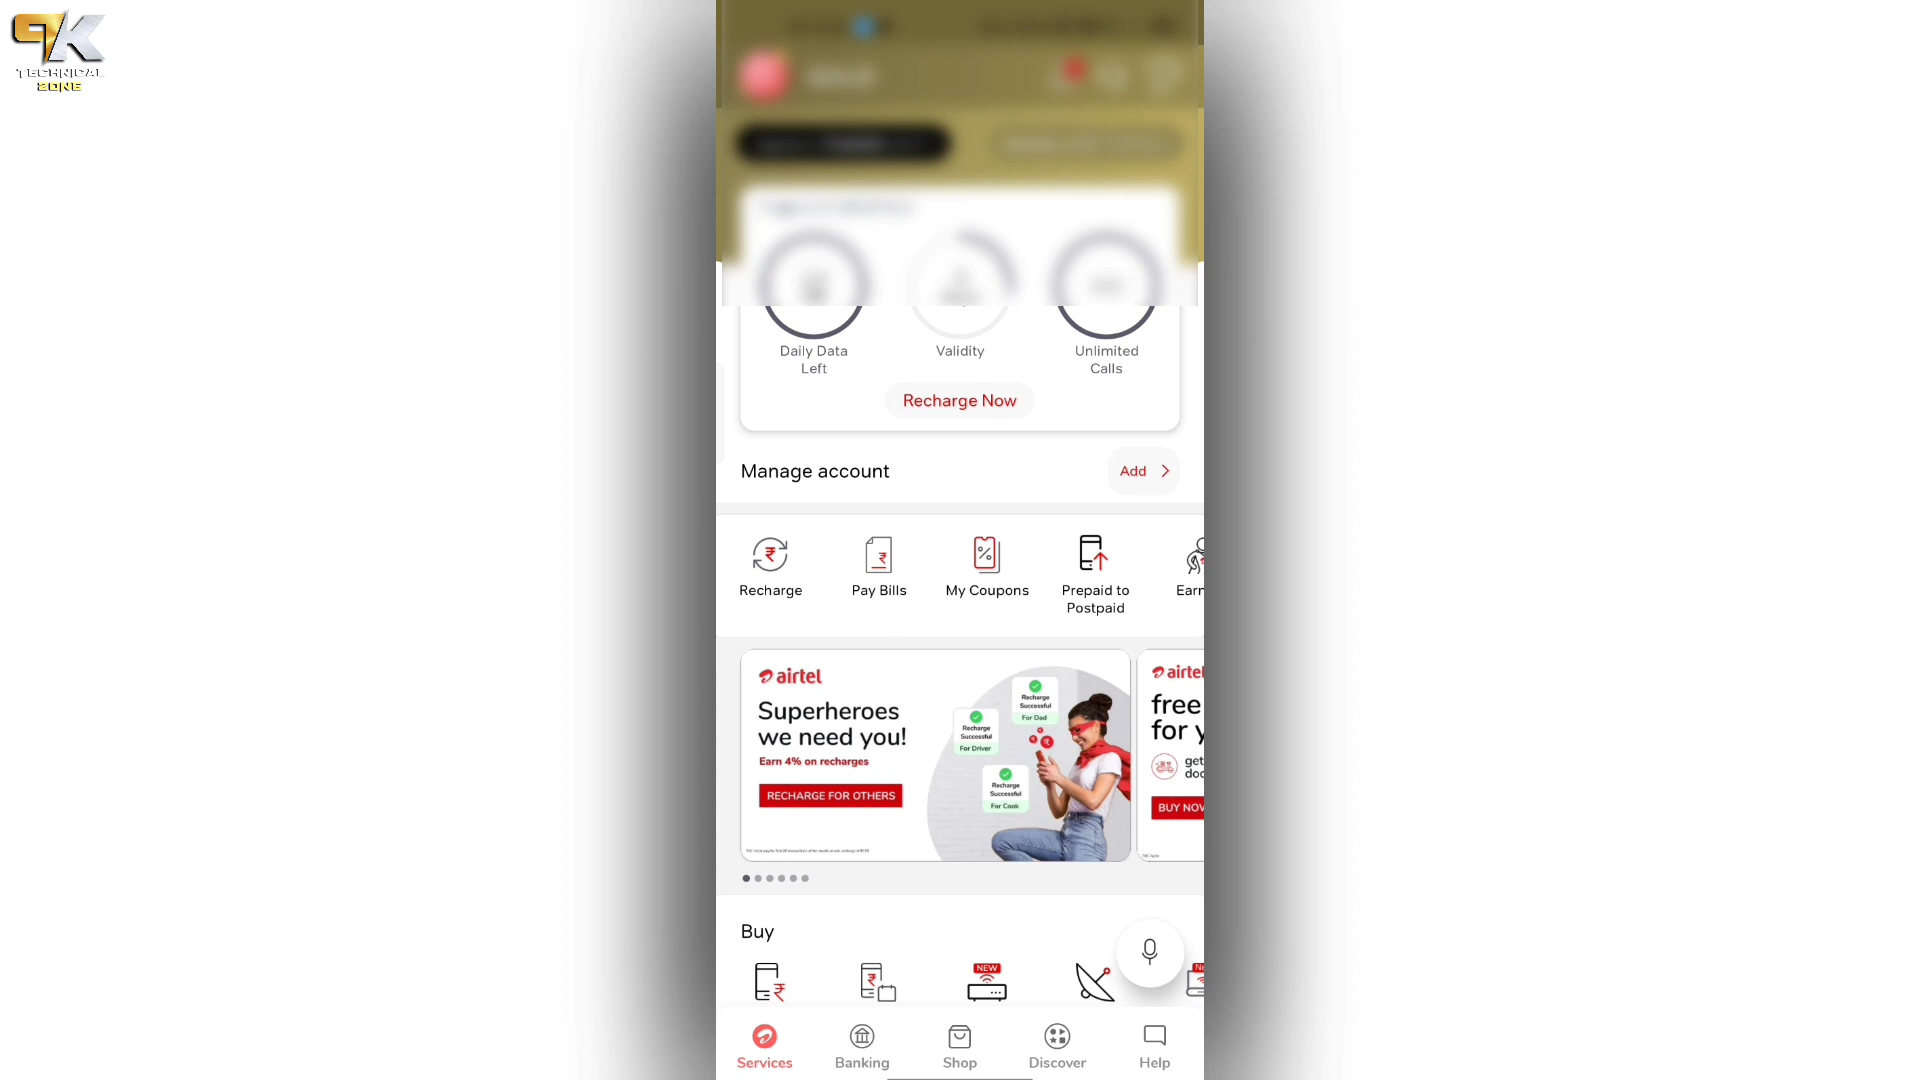 PK
TECHNICAL
ZONE
Daily Data
Left
Validity
Unlimited
Calls
Recharge Now
Manage account
Add
Recharge
Pay Bills
My Coupons
Prepaid to
Postpaid
Earn
airtel
Superheroes
we need you!
Earn 4% on recharges
RECHARGE FOR OTHERS
Recharge
Successful
For Dad
Recharge
Successful
For Driver
Recharge
Successful
For Cook
airtel
free
for y
get
doo
BUY NOW
Buy
NEW
Services
Banking
Shop
Discover
Help